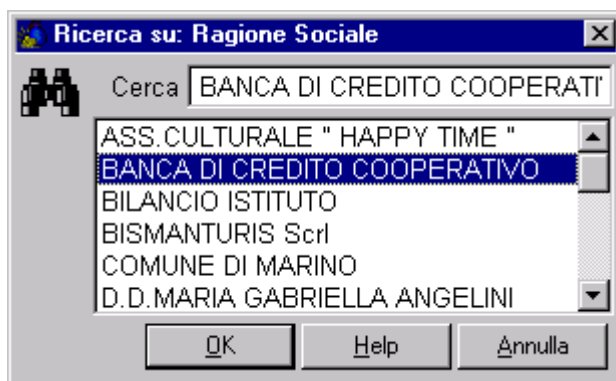 Ricerca su: Ragione Sociale
Cerca BANCA DI CREDITO COOPERATI
ASS.CULTURALE " HAPPY TIME "
BANCA DI CREDITO COOPERATIVO
BILANCIO ISTITUTO
BISMANTURIS Scrl
COMUNE DI MARINO
D.D.MARIA GABRIELLA ANGELINI
OK Help Annulla